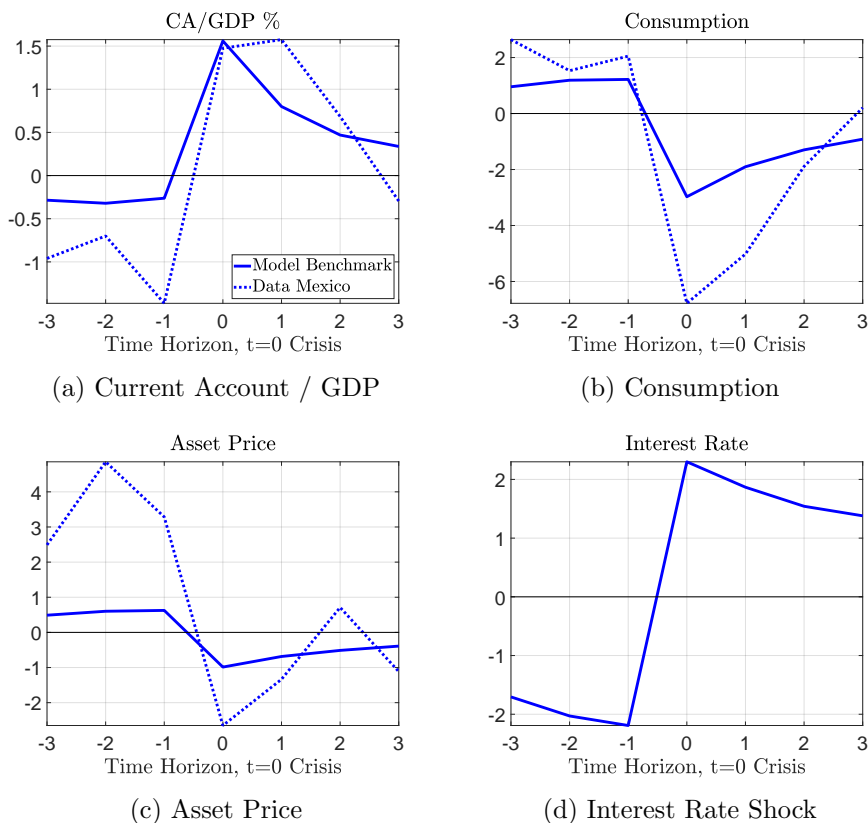 CA/GDP %
1.5
1
0.5
0
-0.5
-1
-3 -2 -1 0 1 2 3
Time Horizon, t=0 Crisis
Model Benchmark
Data Mexico
(a) Current Account / GDP
Consumption
2
0
-2
-4
-6
-3 -2 -1 0 1 2 3
Time Horizon, t=0 Crisis
(b) Consumption
Asset Price
4
3
2
1
0
-1
-2
-3 -2 -1 0 1 2 3
Time Horizon, t=0 Crisis
(c) Asset Price
Interest Rate
2
1
0
-1
-2
-3 -2 -1 0 1 2 3
Time Horizon, t=0 Crisis
(d) Interest Rate Shock